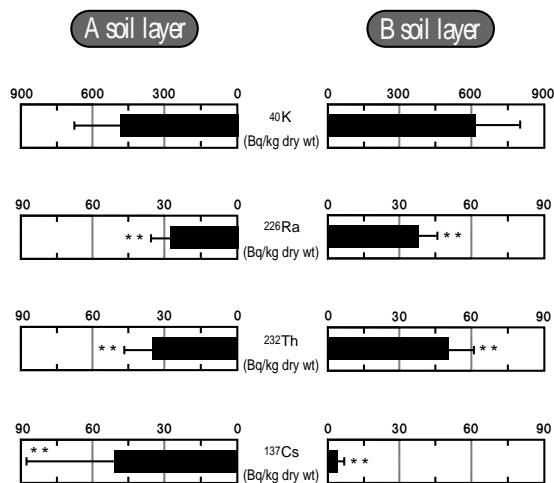 A soil layer B soil layer
900 600 300 0 ⁴⁰K (Bq/kg dry wt) 0 300 600 900
90 60 30 0 ²²⁶Ra (Bq/kg dry wt) 0 30 60 90
* * * *
90 60 30 0 ²³²Th (Bq/kg dry wt) 0 30 60 90
* * * *
90 60 30 0 ¹³⁷Cs (Bq/kg dry wt) 0 30 60 90
* * * *